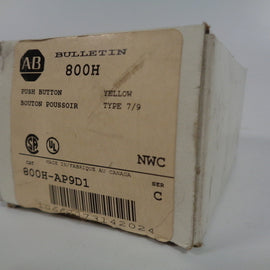 AB
BULLETIN
800H
PUSH BUTTON YELLOW
BOUTON POUSSOIR TYPE 7/9
NWC
CAT MADE IN/FABRIQUE AU CANADA SER
800H-AP9D1 C